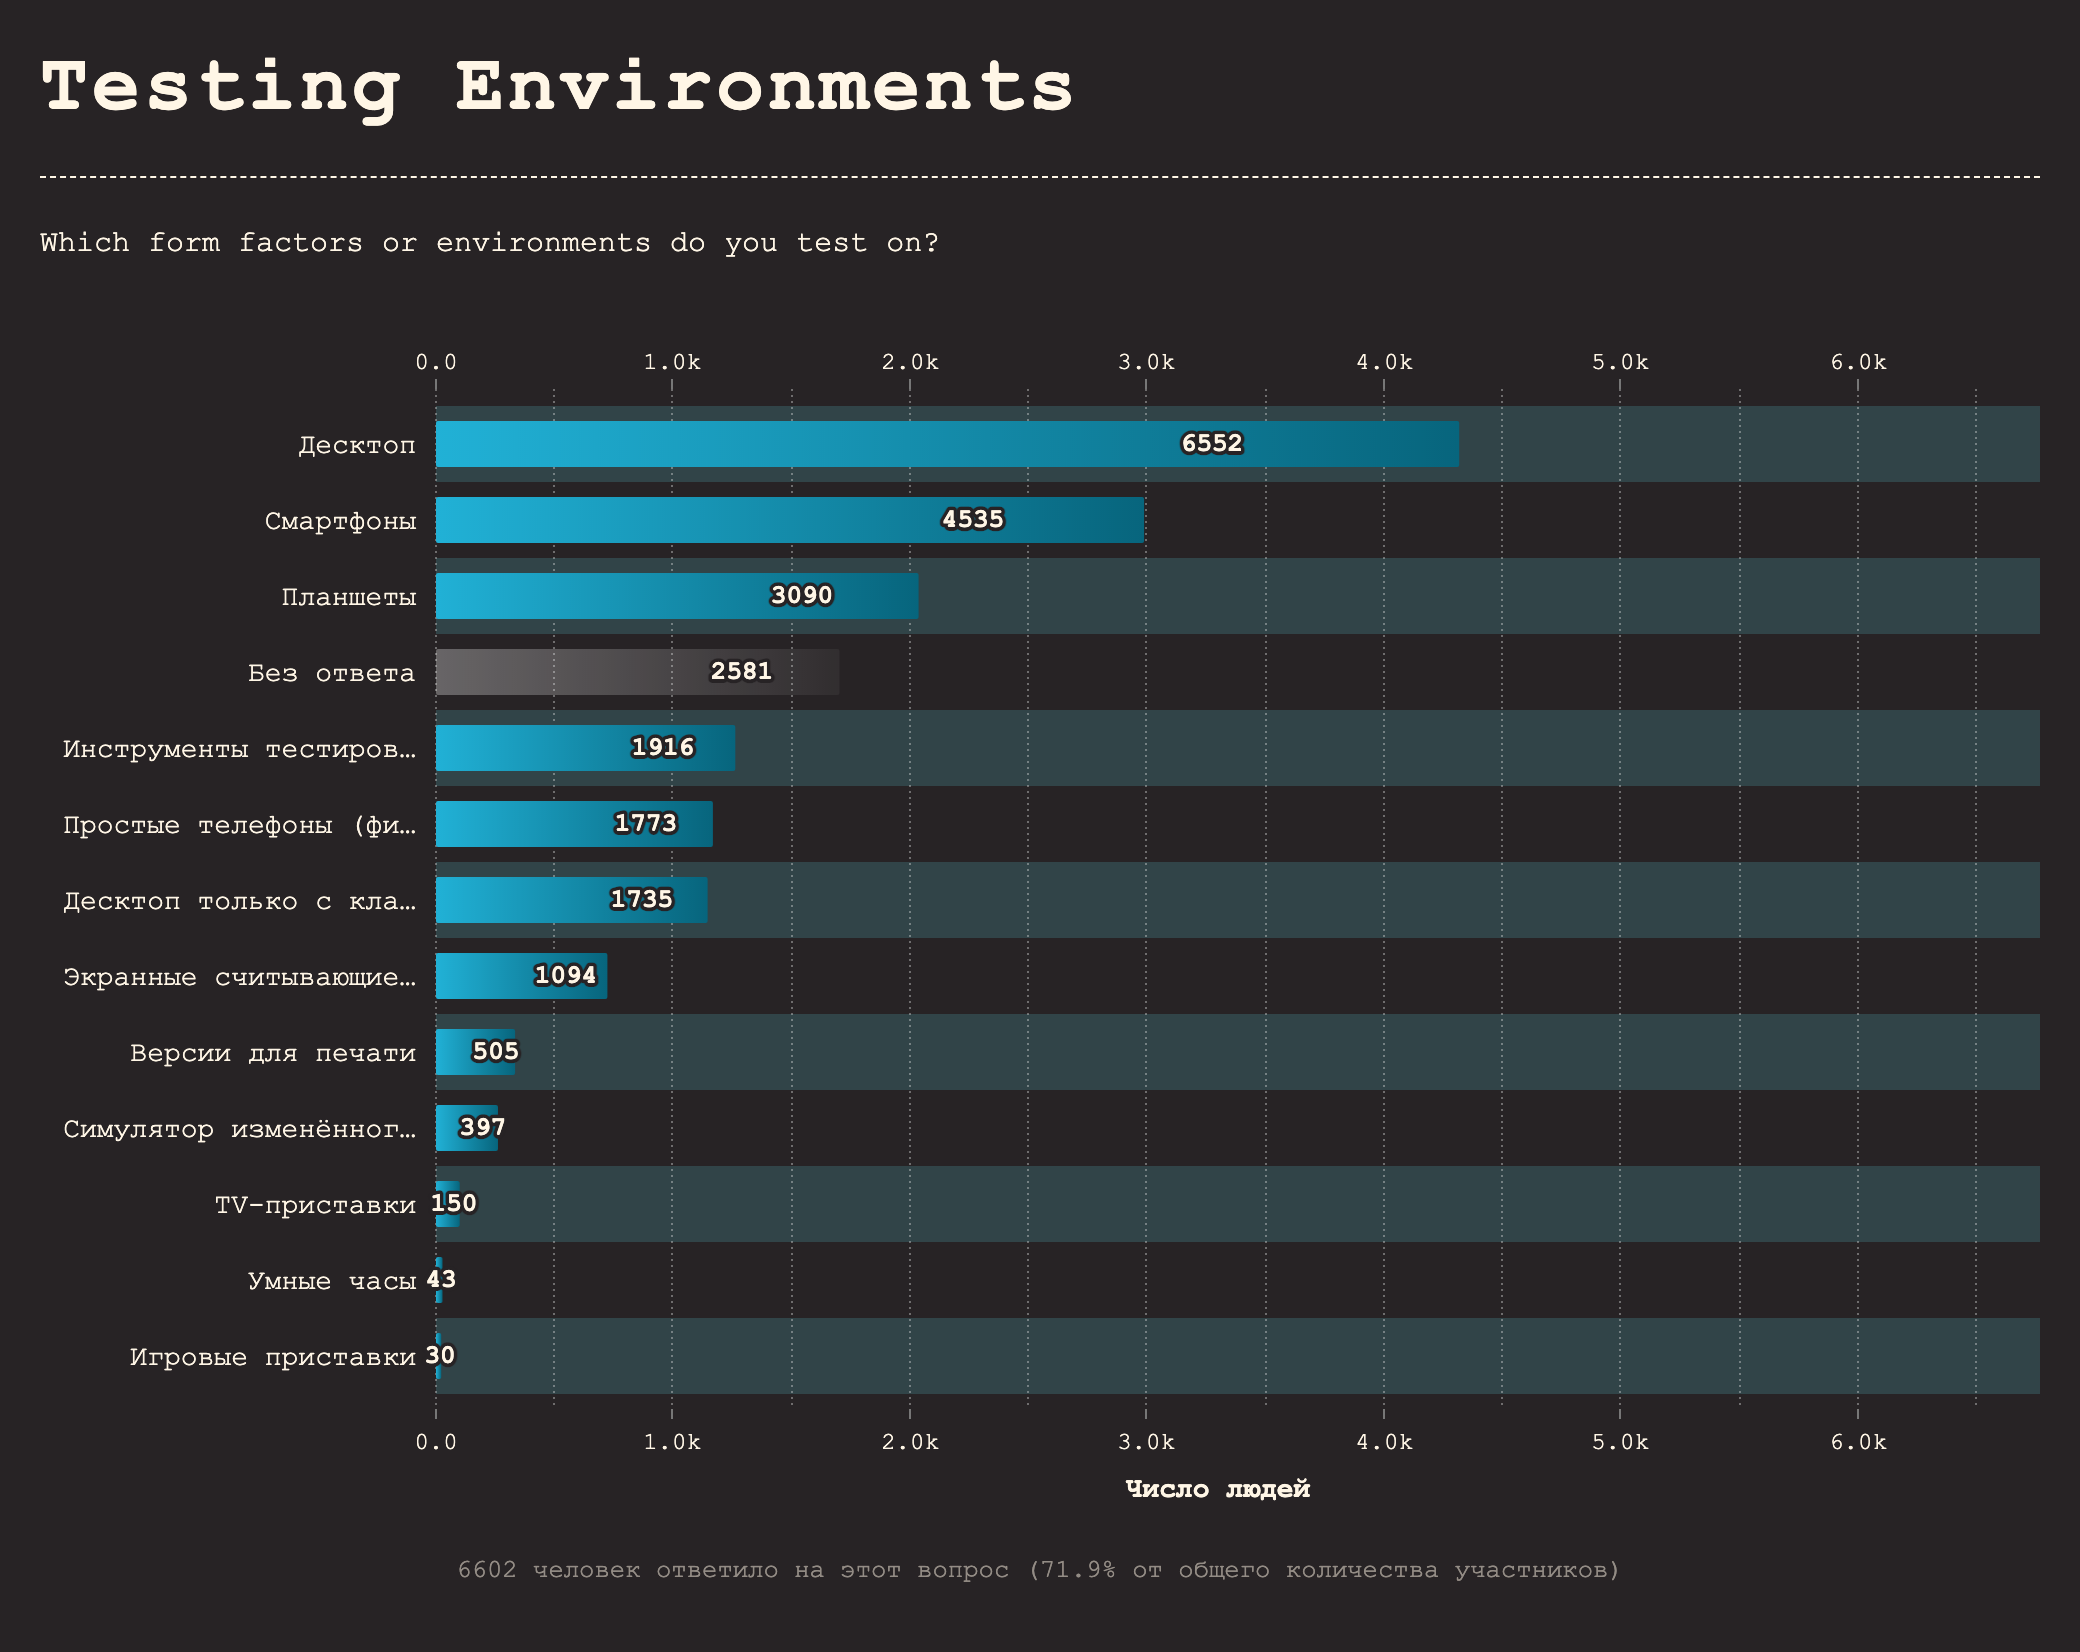 Testing Environments
Which form factors or environments do you test on?
0.0 1.0k 2.0k 3.0k 4.0k 5.0k 6.0k
Десктоп 6552
Смартфоны 4535
Планшеты 3090
Без ответа 2581
Инструменты тестиров… 1916
Простые телефоны (фи… 1773
Десктоп только с кла… 1735
Экранные считывающие… 1094
Версии для печати 505
Симулятор изменённог… 397
TV-приставки 150
Умные часы 43
Игровые приставки 30
0.0 1.0k 2.0k 3.0k 4.0k 5.0k 6.0k
Число людей
6602 человек ответило на этот вопрос (71.9% от общего количества участников)